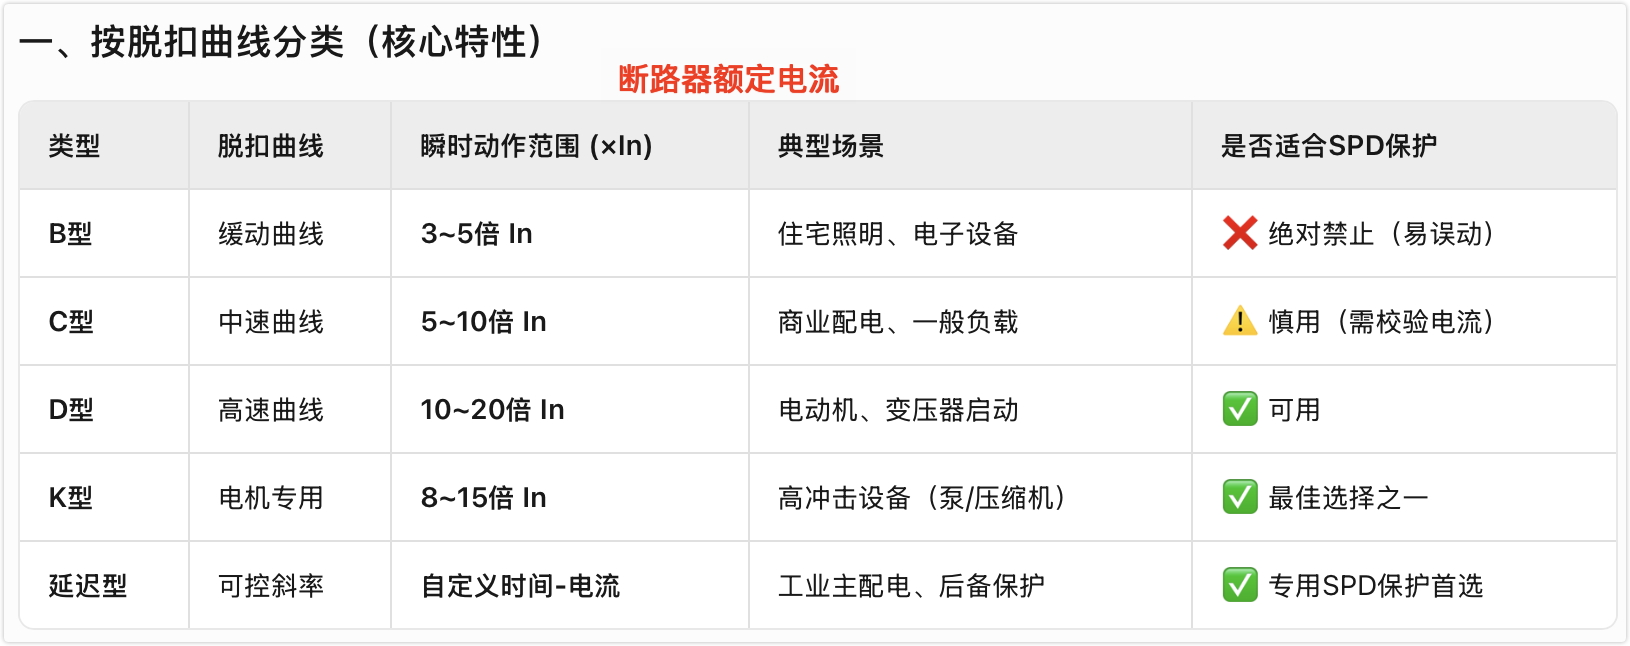 一、按脱扣曲线分类（核心特性）
断路器额定电流
类型 脱扣曲线 瞬时动作范围 (×In) 典型场景 是否适合SPD保护
B型 缓动曲线 3~5倍 In 住宅照明、电子设备 ❌ 绝对禁止（易误动）
C型 中速曲线 5~10倍 In 商业配电、一般负载 ⚠️ 慎用（需校验电流）
D型 高速曲线 10~20倍 In 电动机、变压器启动 ✅ 可用
K型 电机专用 8~15倍 In 高冲击设备（泵/压缩机） ✅ 最佳选择之一
延迟型 可控斜率 自定义时间-电流 工业主配电、后备保护 ✅ 专用SPD保护首选